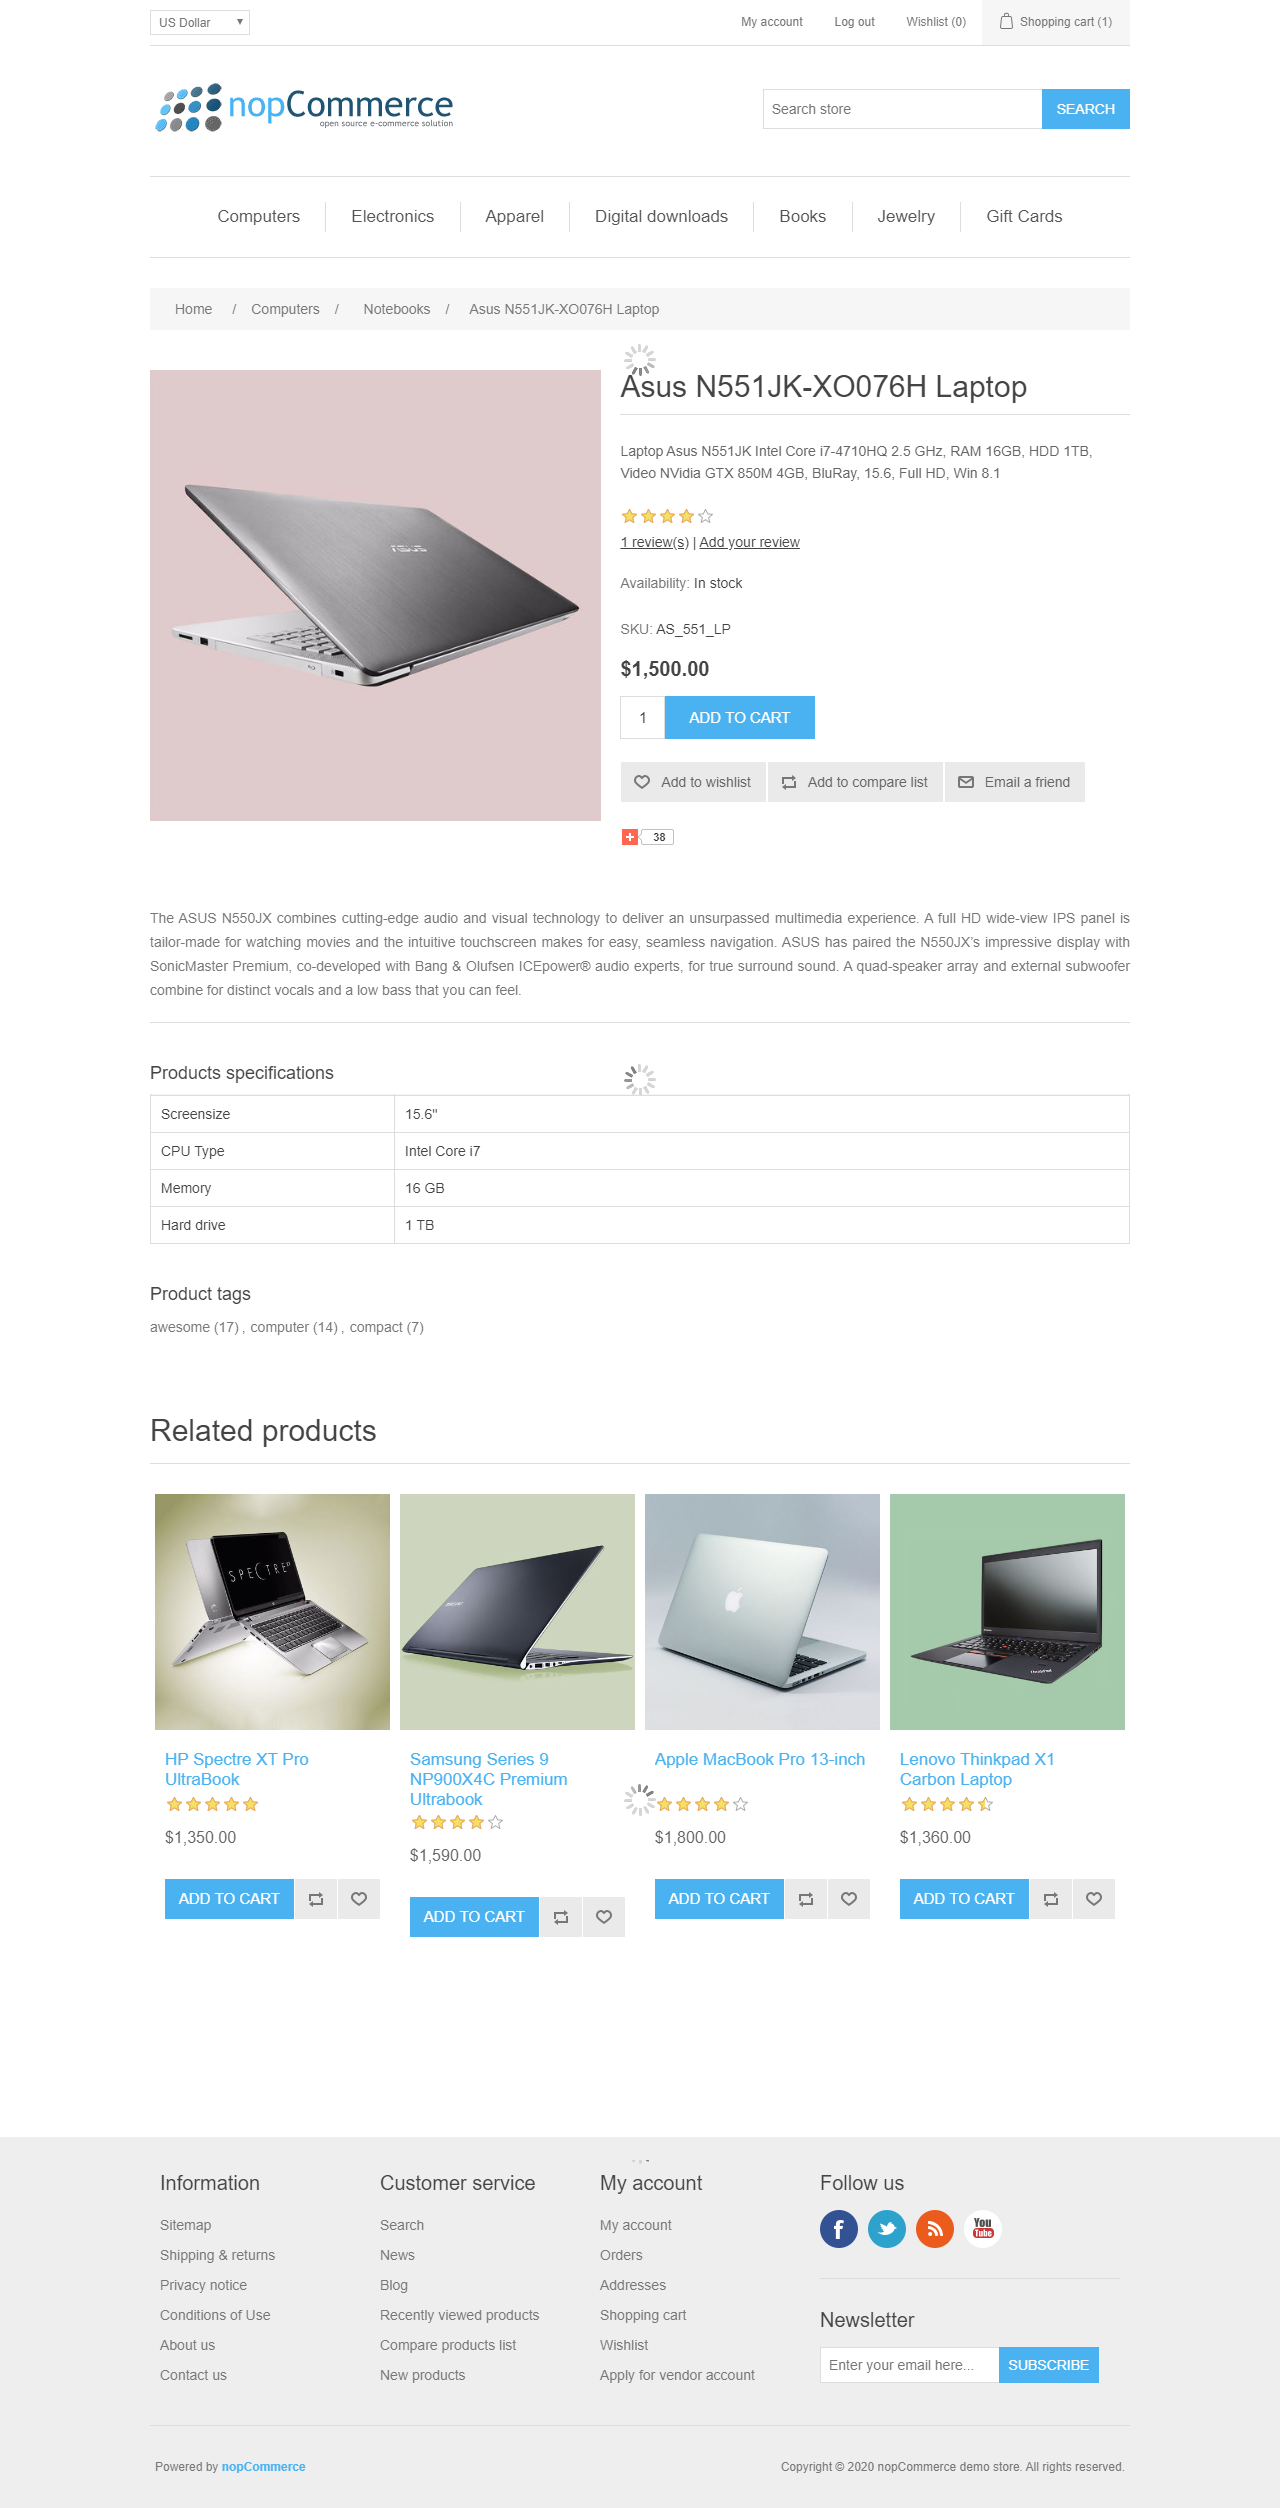 US Dollar
My account
Log out
Wishlist (0)
Shopping cart (1)
nopCommerce
open source e-commerce solution
Search store
SEARCH
Computers
Electronics
Apparel
Digital downloads
Books
Jewelry
Gift Cards
Home / Computers / Notebooks / Asus N551JK-XO076H Laptop
ASUS
Asus N551JK-XO076H Laptop
Laptop Asus N551JK Intel Core i7-4710HQ 2.5 GHz, RAM 16GB, HDD 1TB,
Video NVidia GTX 850M 4GB, BluRay, 15.6, Full HD, Win 8.1
1 review(s) | Add your review
Availability: In stock
SKU: AS_551_LP
$1,500.00
1
ADD TO CART
Add to wishlist
Add to compare list
Email a friend
38
The ASUS N550JX combines cutting-edge audio and visual technology to deliver an unsurpassed multimedia experience. A full HD wide-view IPS panel is
tailor-made for watching movies and the intuitive touchscreen makes for easy, seamless navigation. ASUS has paired the N550JX’s impressive display with
SonicMaster Premium, co-developed with Bang & Olufsen ICEpower® audio experts, for true surround sound. A quad-speaker array and external subwoofer
combine for distinct vocals and a low bass that you can feel.
Products specifications
Screensize 15.6"
CPU Type Intel Core i7
Memory 16 GB
Hard drive 1 TB
Product tags
awesome (17) , computer (14) , compact (7)
Related products
SPECTRE
HP Spectre XT Pro
UltraBook
$1,350.00
ADD TO CART
Samsung Series 9
NP900X4C Premium
Ultrabook
$1,590.00
ADD TO CART
Apple MacBook Pro 13-inch
$1,800.00
ADD TO CART
Lenovo Thinkpad X1
Carbon Laptop
$1,360.00
ADD TO CART
Information
Sitemap
Shipping & returns
Privacy notice
Conditions of Use
About us
Contact us
Customer service
Search
News
Blog
Recently viewed products
Compare products list
New products
My account
My account
Orders
Addresses
Shopping cart
Wishlist
Apply for vendor account
Follow us
You
Tube
Newsletter
Enter your email here...
SUBSCRIBE
Powered by nopCommerce
Copyright © 2020 nopCommerce demo store. All rights reserved.